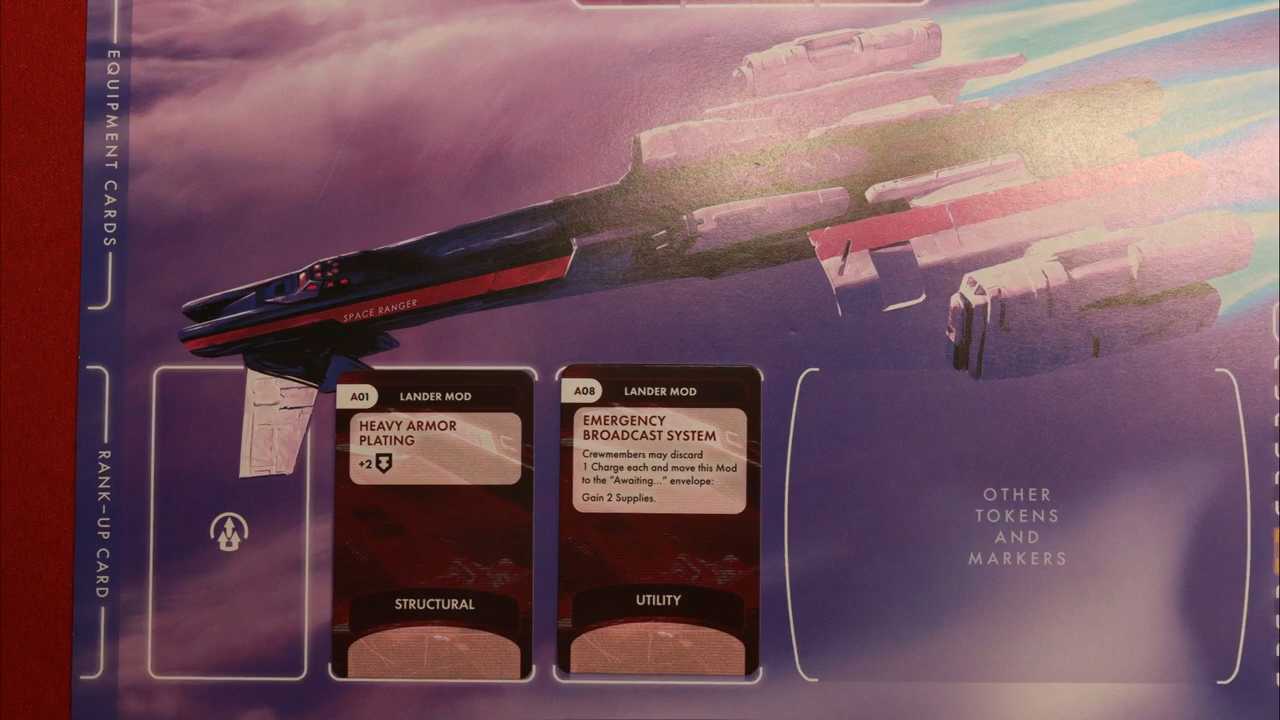 EQUIPMENT CARDS
SPACE RANGER
RANK-UP CARD
A01 LANDER MOD
HEAVY ARMOR
PLATING
+2
STRUCTURAL
A08 LANDER MOD
EMERGENCY
BROADCAST SYSTEM
Crewmembers may discard
1 Charge each and move this Mod
to the “Awaiting...” envelope:
Gain 2 Supplies.
UTILITY
OTHER
TOKENS
AND
MARKERS